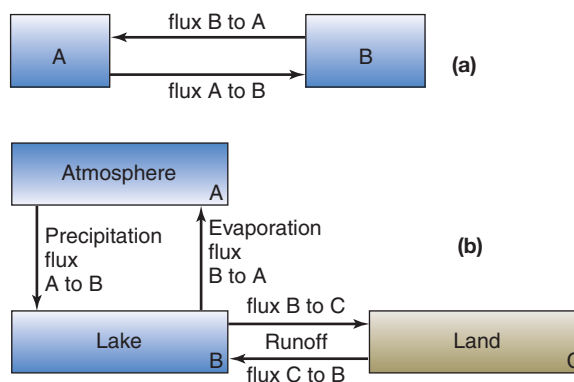 flux B to A
A
B
flux A to B
(a)
Atmosphere
A
Precipitation
flux
A to B
Evaporation
flux
B to A
(b)
flux B to C
Lake
B
Runoff
Land
C
flux C to B